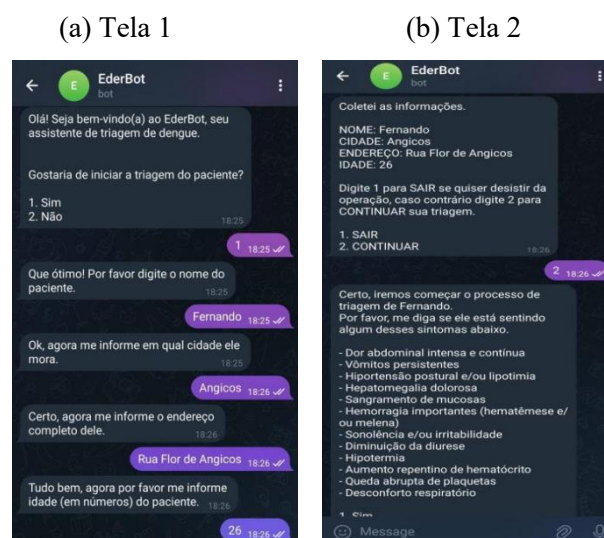 (a) Tela 1
EderBot
bot
Olá! Seja bem-vindo(a) ao EderBot, seu
assistente de triagem de dengue.
Gostaria de iniciar a triagem do paciente?
1. Sim
2. Não
18:25
1 18:25
Que ótimo! Por favor digite o nome do
paciente.
18:25
Fernando 18:25
Ok, agora me informe em qual cidade ele
mora.
18:25
Angicos 18:26
Certo, agora me informe o endereço
completo dele.
18:26
Rua Flor de Angicos 18:26
Tudo bem, agora por favor me informe
idade (em números) do paciente. 18:26
26 18:26
(b) Tela 2
E EderBot
bot
Coletei as informações.
NOME: Fernando
CIDADE: Angicos
ENDEREÇO: Rua Flor de Angicos
IDADE: 26
Digite 1 para SAIR se quiser desistir da
operação, caso contrário digite 2 para
CONTINUAR sua triagem.
1. SAIR
2. CONTINUAR
18:26
2 18:26
Certo, iremos começar o processo de
triagem de Fernando.
Por favor, me diga se ele está sentindo
algum desses sintomas abaixo.
- Dor abdominal intensa e contínua
- Vômitos persistentes
- Hiportensão postural e/ou lipotimia
- Hepatomegalia dolorosa
- Sangramento de mucosas
- Hemorragia importantes (hematêmese e/
ou melena)
- Sonolência e/ou irritabilidade
- Diminuição da diurese
- Hipotermia
- Aumento repentino de hematócrito
- Queda abrupta de plaquetas
- Desconforto respiratório
1. Sim
Message